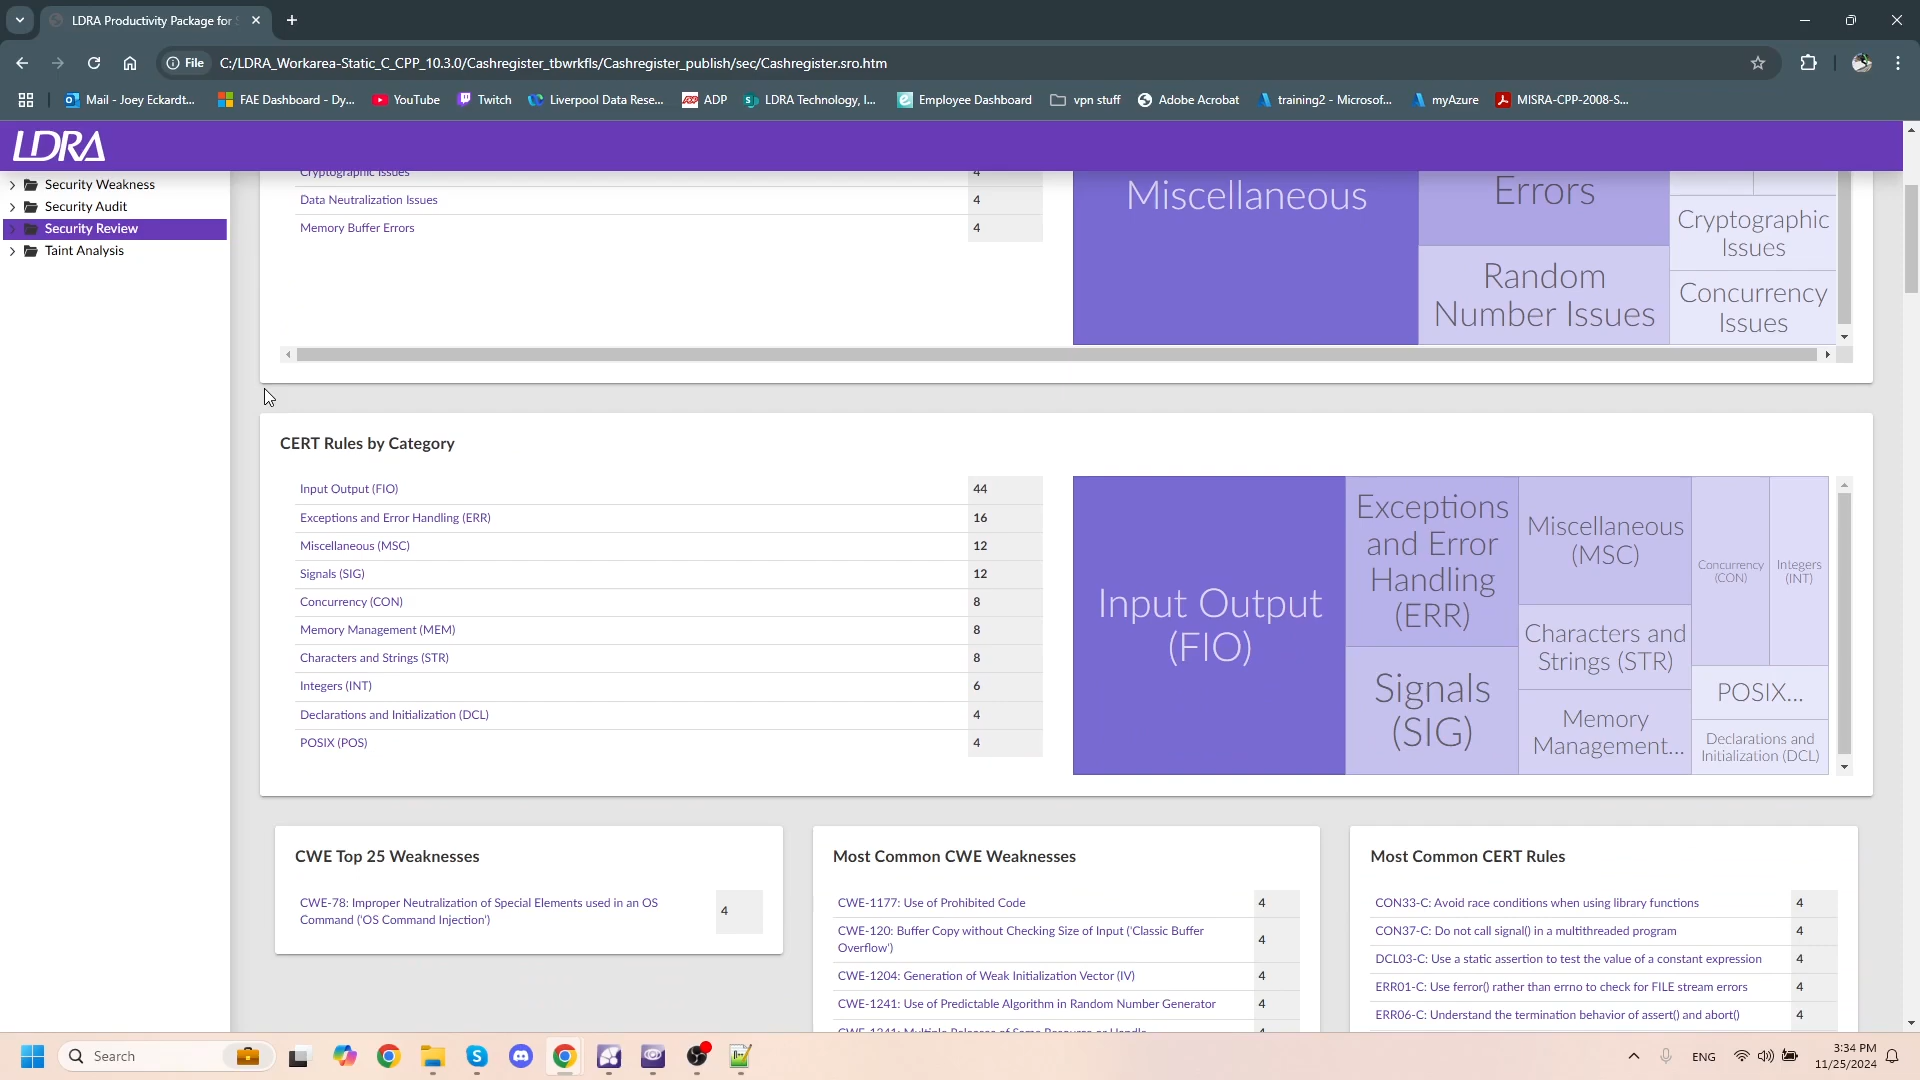 LDRA Productivity Package for S
File
C:/LDRA_Workarea-Static_C_CPP_10.3.0/Cashregister_tbwrkfls/Cashregister_publish/sec/Cashregister.sro.htm
Mail - Joey Eckardt...
FAE Dashboard - Dy...
YouTube
Twitch
Liverpool Data Rese...
ADP
LDRA Technology, I...
Employee Dashboard
vpn stuff
Adobe Acrobat
training2 - Microsof...
myAzure
MISRA-CPP-2008-S...
LDRA
Security Weakness
Security Audit
Security Review
Taint Analysis
Cryptographic Issues 4
Data Neutralization Issues 4
Memory Buffer Errors 4
Miscellaneous
Errors
Random
Number Issues
Cryptographic
Issues
Concurrency
Issues
CERT Rules by Category
Input Output (FIO) 44
Exceptions and Error Handling (ERR) 16
Miscellaneous (MSC) 12
Signals (SIG) 12
Concurrency (CON) 8
Memory Management (MEM) 8
Characters and Strings (STR) 8
Integers (INT) 6
Declarations and Initialization (DCL) 4
POSIX (POS) 4
Input Output
(FIO)
Exceptions
and Error
Handling
(ERR)
Signals
(SIG)
Miscellaneous
(MSC)
Characters and
Strings (STR)
Memory
Management...
Concurrency
(CON)
Integers
(INT)
POSIX...
Declarations and
Initialization (DCL)
CWE Top 25 Weaknesses
CWE-78: Improper Neutralization of Special Elements used in an OS
Command ('OS Command Injection')
4
Most Common CWE Weaknesses
CWE-1177: Use of Prohibited Code 4
CWE-120: Buffer Copy without Checking Size of Input ('Classic Buffer
Overflow')
4
CWE-1204: Generation of Weak Initialization Vector (IV) 4
CWE-1241: Use of Predictable Algorithm in Random Number Generator 4
Most Common CERT Rules
CON33-C: Avoid race conditions when using library functions 4
CON37-C: Do not call signal() in a multithreaded program 4
DCL03-C: Use a static assertion to test the value of a constant expression 4
ERR01-C: Use ferror() rather than errno to check for FILE stream errors 4
ERR06-C: Understand the termination behavior of assert() and abort() 4
Search
ENG
3:34 PM
11/25/2024